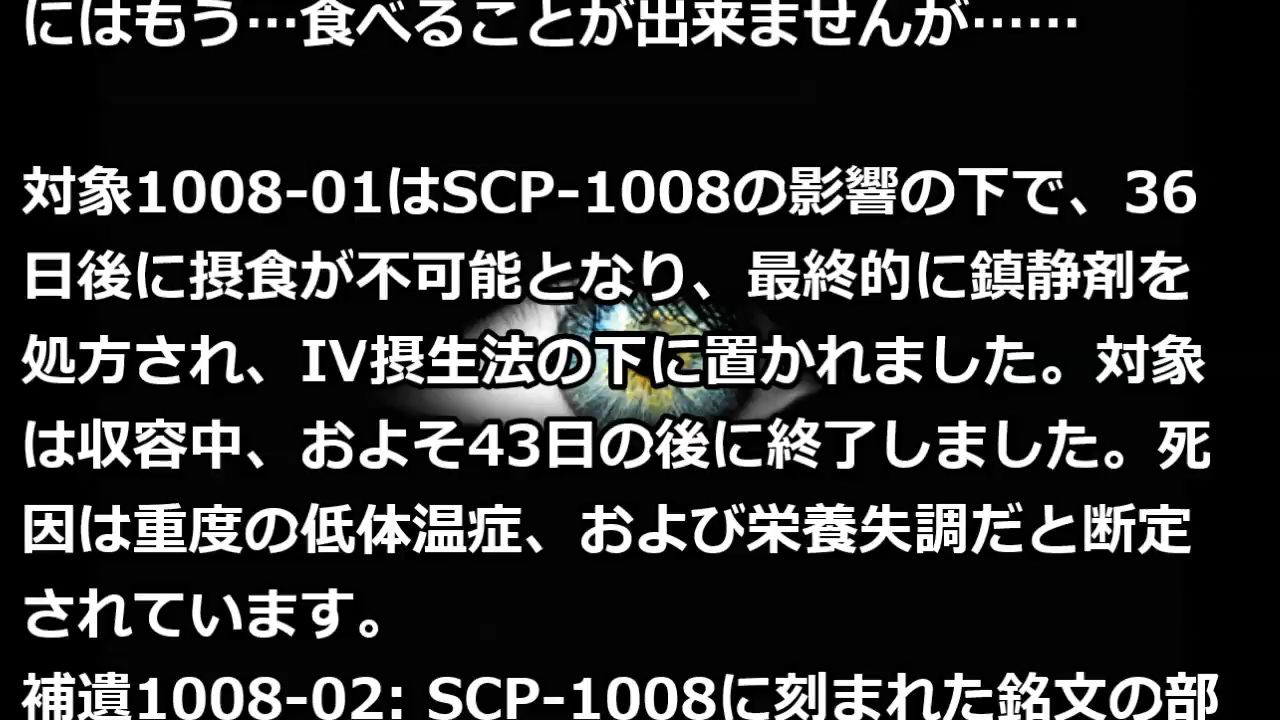 にはもう…食べることが出来ませんが……
対象1008-01はSCP-1008の影響の下で、36
日後に摂食が不可能となり、最終的に鎮静剤を
処方され、IV摂生法の下に置かれました。対象
は収容中、およそ43日の後に終了しました。死
因は重度の低体温症、および栄養失調だと断定
されています。
補遺1008-02: SCP-1008に刻まれた銘文の部